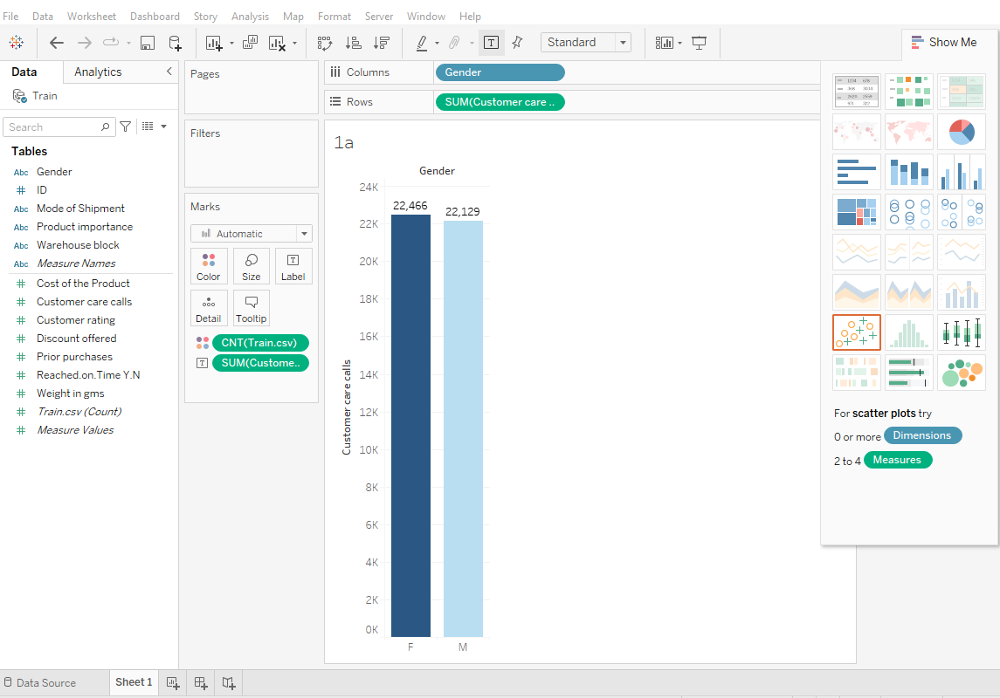 File Data Worksheet Dashboard Story Analysis Map Format Server Window Help
Standard
Show Me
Data Analytics
Train
Search
Tables
Abc Gender
ID
Abc Mode of Shipment
Abc Product importance
Abc Warehouse block
Abc Measure Names
Cost of the Product
Customer care calls
Customer rating
Discount offered
Prior purchases
Reached.on.Time Y.N
Weight in gms
Train.csv (Count)
Measure Values
Pages
Filters
Marks
Automatic
Color Size Label
Detail Tooltip
CNT(Train.csv)
SUM(Custome..
Columns Gender
Rows SUM(Customer care ..
1a
Gender
24K
22,466
22,129
22K
20K
18K
16K
14K
12K
10K
8K
6K
4K
2K
0K
Customer care calls
F M
For scatter plots try
0 or more Dimensions
2 to 4 Measures
Data Source Sheet 1